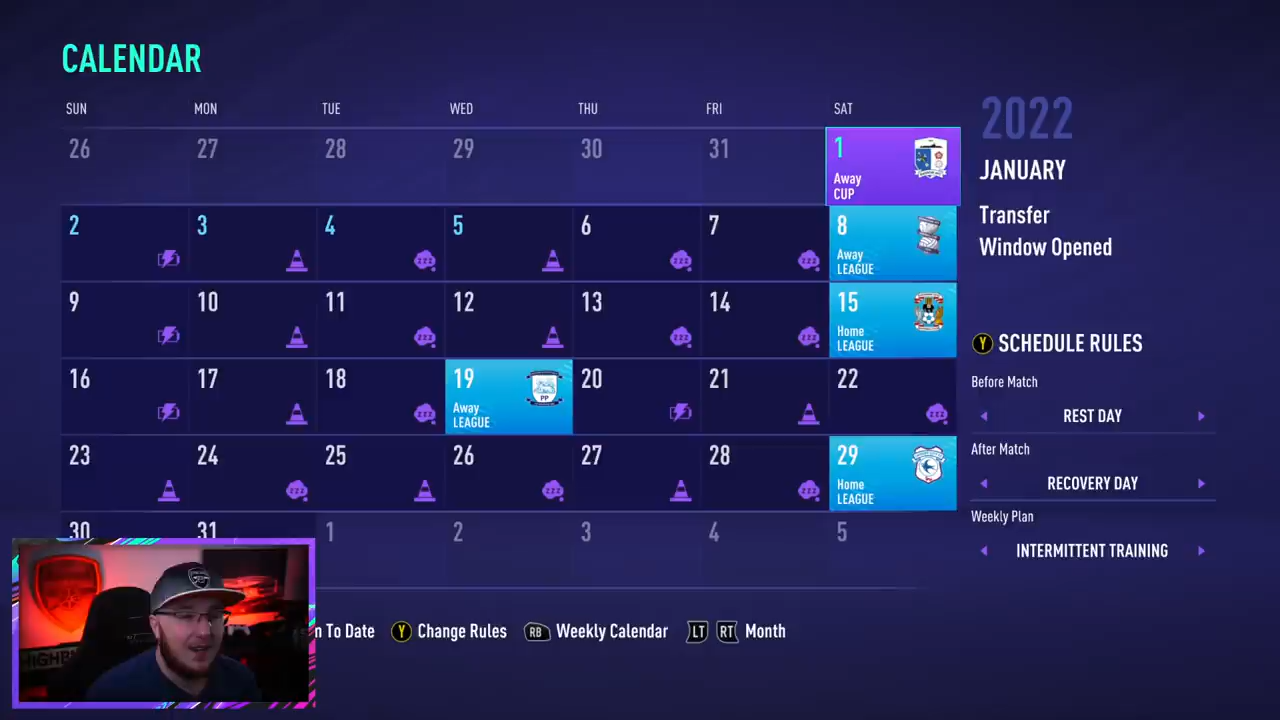 CALENDAR
SUN MON TUE WED THU FRI SAT
26 27 28 29 30 31 1
Away
CUP
2 3 4 5 6 7 8
Away
LEAGUE
9 10 11 12 13 14 15
Home
LEAGUE
16 17 18 19 20 21 22
Away
LEAGUE
PP
23 24 25 26 27 28 29
Home
LEAGUE
30 31 1 2 3 4 5
2022
JANUARY
Transfer
Window Opened
Y SCHEDULE RULES
Before Match
REST DAY
After Match
RECOVERY DAY
Weekly Plan
INTERMITTENT TRAINING
To Date Y Change Rules RB Weekly Calendar LT RT Month